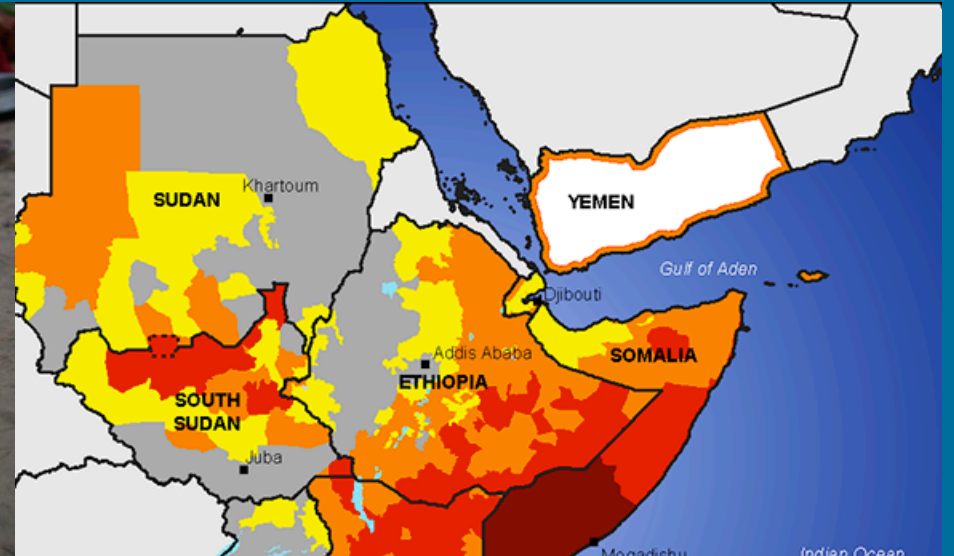 SUDAN
Khartoum
YEMEN
Gulf of Aden
Djibouti
Addis Ababa
ETHIOPIA
SOMALIA
SOUTH
SUDAN
Juba
Mogadishu
Indian Ocean